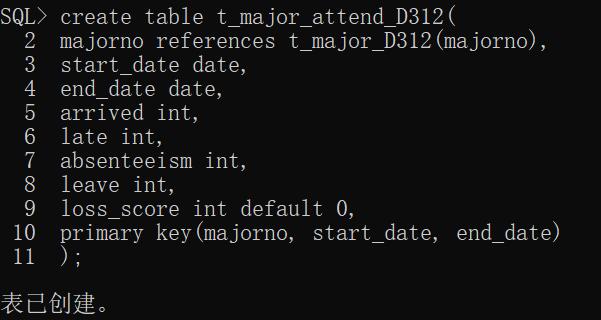 SQL> create table t_major_attend_D312(
2 majorno references t_major_D312(majorno),
3 start_date date,
4 end_date date,
5 arrived int,
6 late int,
7 absenteeism int,
8 leave int,
9 loss_score int default 0,
10 primary key(majorno, start_date, end_date)
11 );
表已创建。